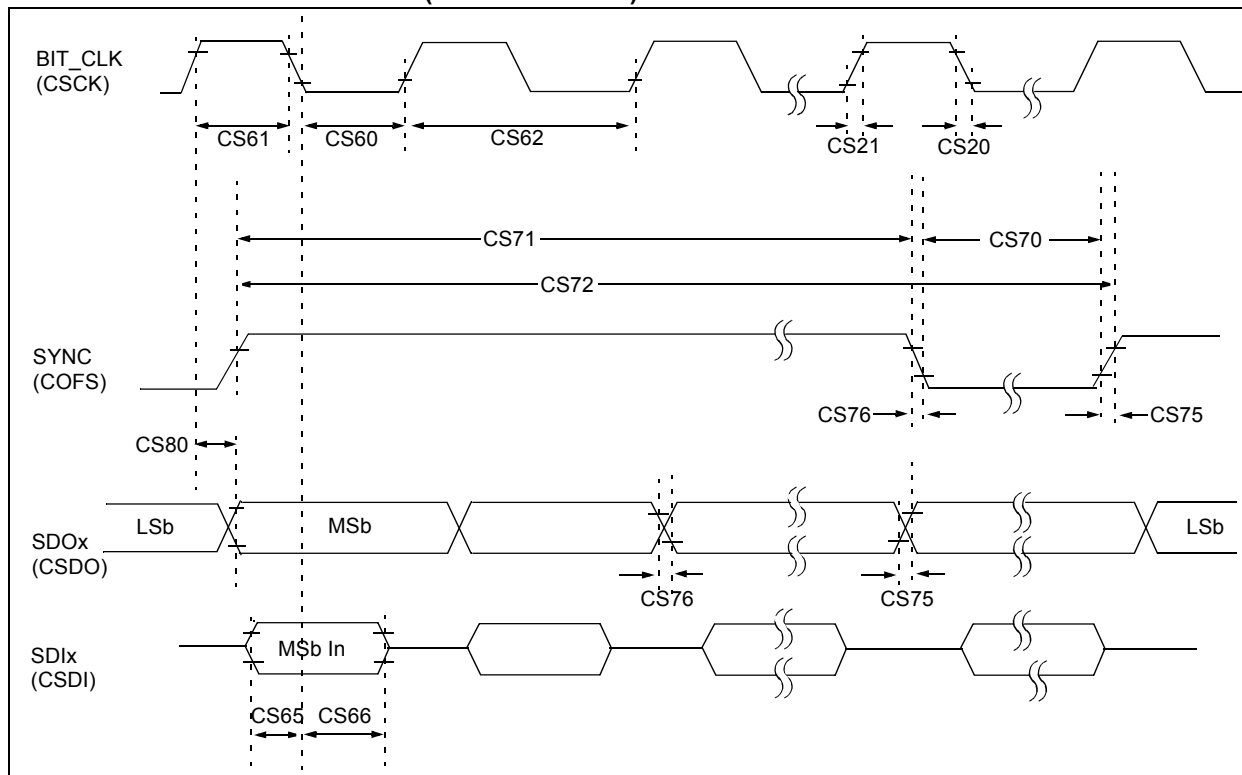 BIT_CLK
(CSCK)
CS61
CS60
CS62
CS21
CS20
CS71
CS70
CS72
SYNC
(COFS)
CS76
CS75
CS80
LSb
MSb
LSb
SDOx
(CSDO)
CS76
CS75
MSb In
SDIx
(CSDI)
CS65
CS66